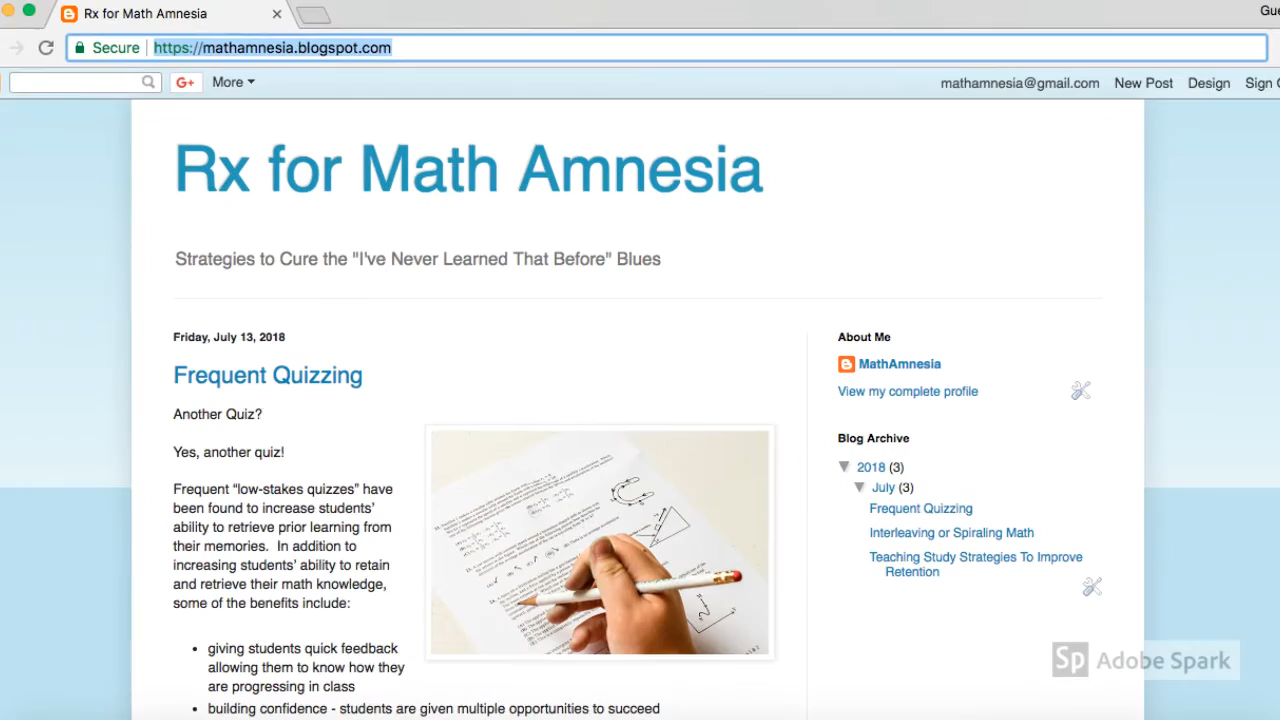 Rx for Math Amnesia
Gue
Secure
https://mathamnesia.blogspot.com
G+
More
mathamnesia@gmail.com
New Post
Design
Sign
Rx for Math Amnesia
Strategies to Cure the "I've Never Learned That Before" Blues
Friday, July 13, 2018
Frequent Quizzing
Another Quiz?
Yes, another quiz!
Frequent “low-stakes quizzes” have
been found to increase students’
ability to retrieve prior learning from
their memories.  In addition to
increasing students’ ability to retain
and retrieve their math knowledge,
some of the benefits include:
• giving students quick feedback
allowing them to know how they
are progressing in class
• building confidence - students are given multiple opportunities to succeed
About Me
MathAmnesia
View my complete profile
Blog Archive
2018 (3)
July (3)
Frequent Quizzing
Interleaving or Spiraling Math
Teaching Study Strategies To Improve
Retention
Sp Adobe Spark